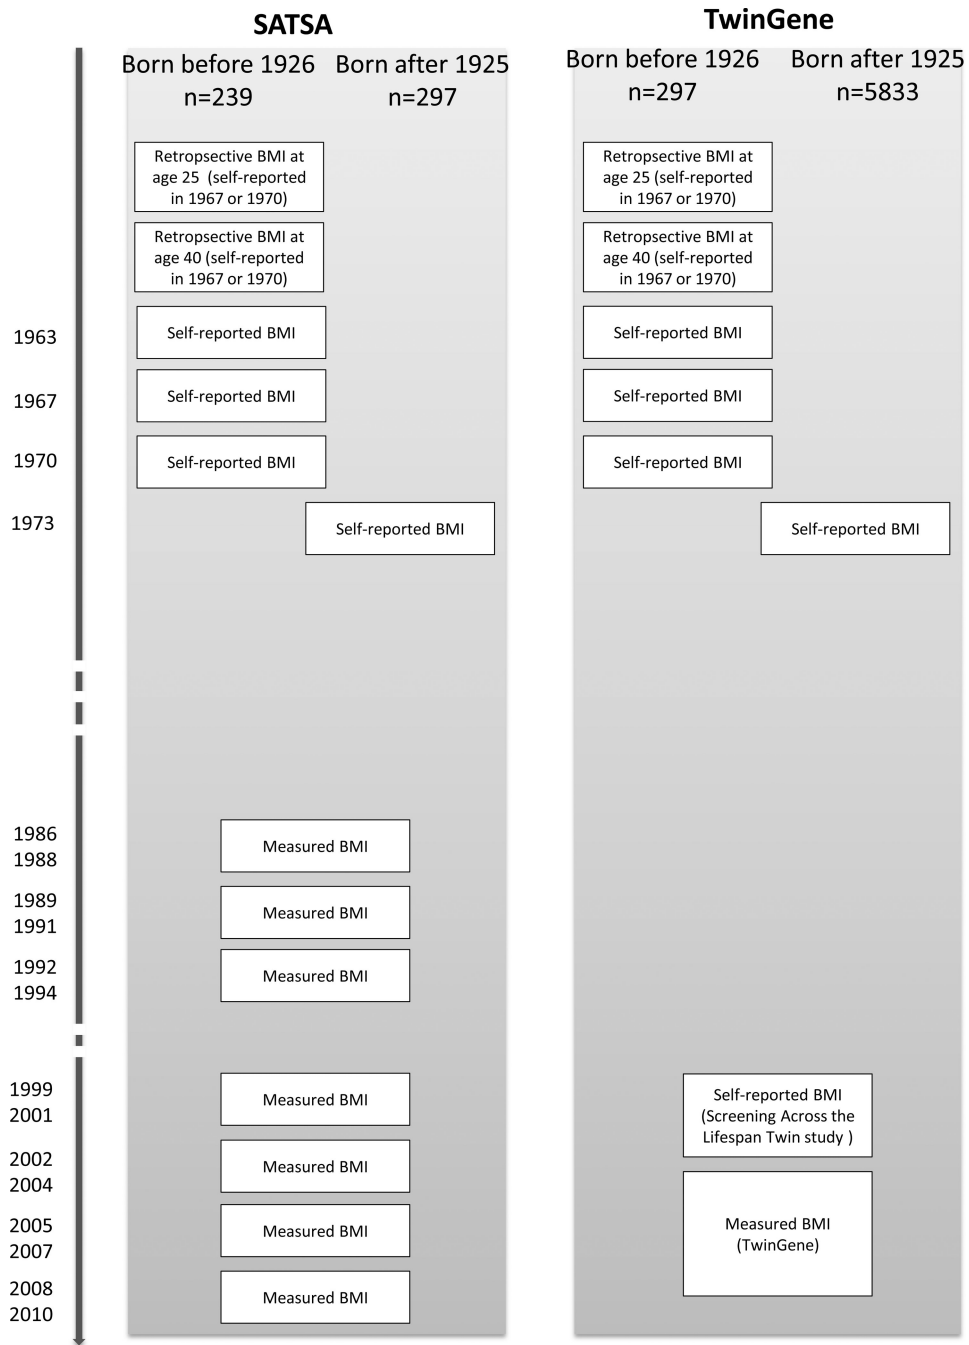 SATSA
TwinGene
Born before 1926
n=239
Born after 1925
n=297
Born before 1926
n=297
Born after 1925
n=5833
Retropsective BMI at
age 25 (self-reported
in 1967 or 1970)
Retropsective BMI at
age 25 (self-reported
in 1967 or 1970)
Retropsective BMI at
age 40 (self-reported
in 1967 or 1970)
Retropsective BMI at
age 40 (self-reported
in 1967 or 1970)
1963
Self-reported BMI
Self-reported BMI
1967
Self-reported BMI
Self-reported BMI
1970
Self-reported BMI
Self-reported BMI
1973
Self-reported BMI
Self-reported BMI
1986
1988
Measured BMI
1989
1991
Measured BMI
1992
1994
Measured BMI
1999
2001
Measured BMI
Self-reported BMI
(Screening Across the
Lifespan Twin study )
2002
2004
Measured BMI
2005
2007
Measured BMI
Measured BMI
(TwinGene)
2008
2010
Measured BMI